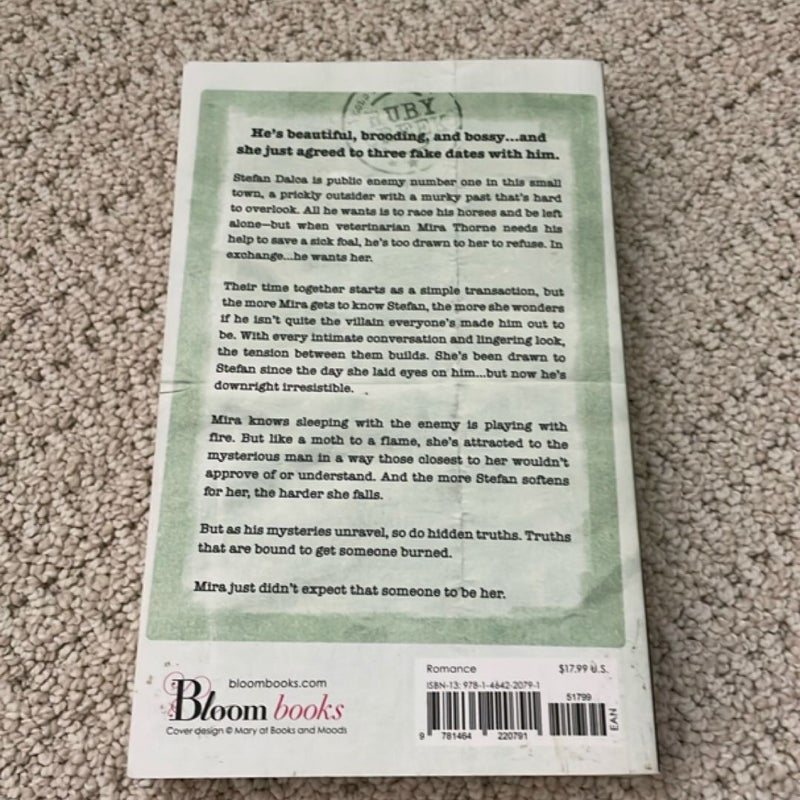 RUBY
He's beautiful, brooding, and bossy...and
she just agreed to three fake dates with him.
Stefan Dalca is public enemy number one in this small
town, a prickly outsider with a murky past that's hard
to overlook. All he wants is to race his horses and be left
alone—but when veterinarian Mira Thorne needs his
help to save a sick foal, he's too drawn to her to refuse. In
exchange...he wants her.
Their time together starts as a simple transaction, but
the more Mira gets to know Stefan, the more she wonders
if he isn't quite the villain everyone's made him out to
be. With every intimate conversation and lingering look,
the tension between them builds. She's been drawn to
Stefan since the day she laid eyes on him...but now he's
downright irresistible.
Mira knows sleeping with the enemy is playing with
fire. But like a moth to a flame, she's attracted to the
mysterious man in a way those closest to her wouldn't
approve of or understand. And the more Stefan softens
for her, the harder she falls.
But as his mysteries unravel, so do hidden truths. Truths
that are bound to get someone burned.
Mira just didn't expect that someone to be her.
bloombooks.com
Bloom books
Cover design © Mary at Books and Moods
Romance $17.99 U.S.
ISBN-13: 978-1-4642-2079-1
51799
EAN
9 781464 220791